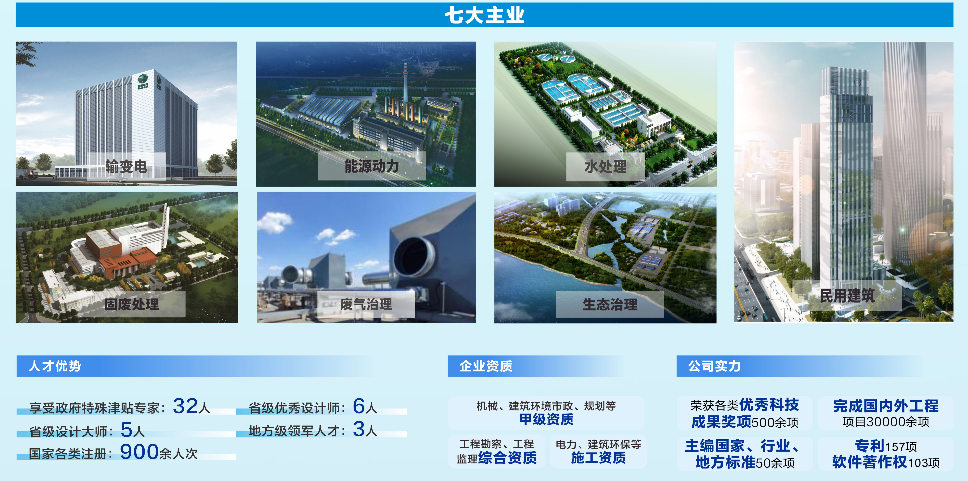 七大主业
输变电
能源动力
水处理
民用建筑
固废处理
废气治理
生态治理
人才优势
享受政府特殊津贴专家：32人
省级优秀设计师：6人
省级设计大师：5人
地方级领军人才：3人
国家各类注册：900余人次
企业资质
机械、建筑环境市政、规划等
甲级资质
工程勘察、工程
监理综合资质
电力、建筑环保等
施工资质
公司实力
荣获各类优秀科技
成果奖项500余项
完成国内外工程
项目30000余项
主编国家、行业、
地方标准50余项
专利157项
软件著作权103项